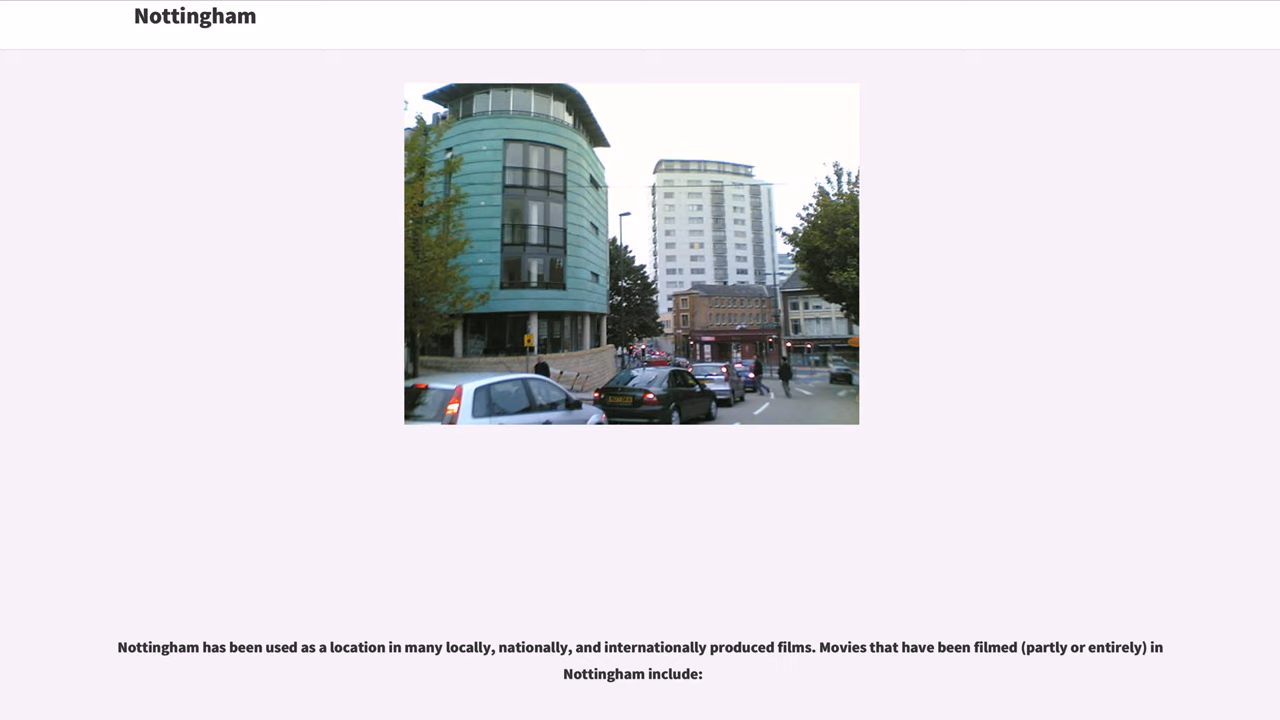 Nottingham
Nottingham has been used as a location in many locally, nationally, and internationally produced films. Movies that have been filmed (partly or entirely) in
Nottingham include: